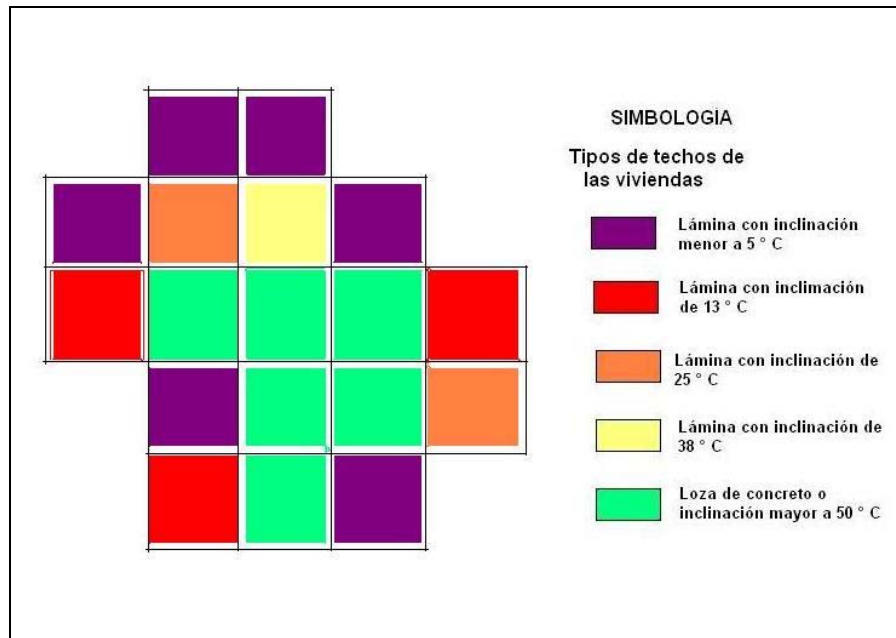 SIMBOLOGÍA
Tipos de techos de
las viviendas
Lámina con inclinación
menor a 5 ° C
Lámina con inclimación
de 13 ° C
Lámina con inclinación de
25 ° C
Lámina con inclinación de
38 ° C
Loza de concreto o
inclinación mayor a 50 ° C